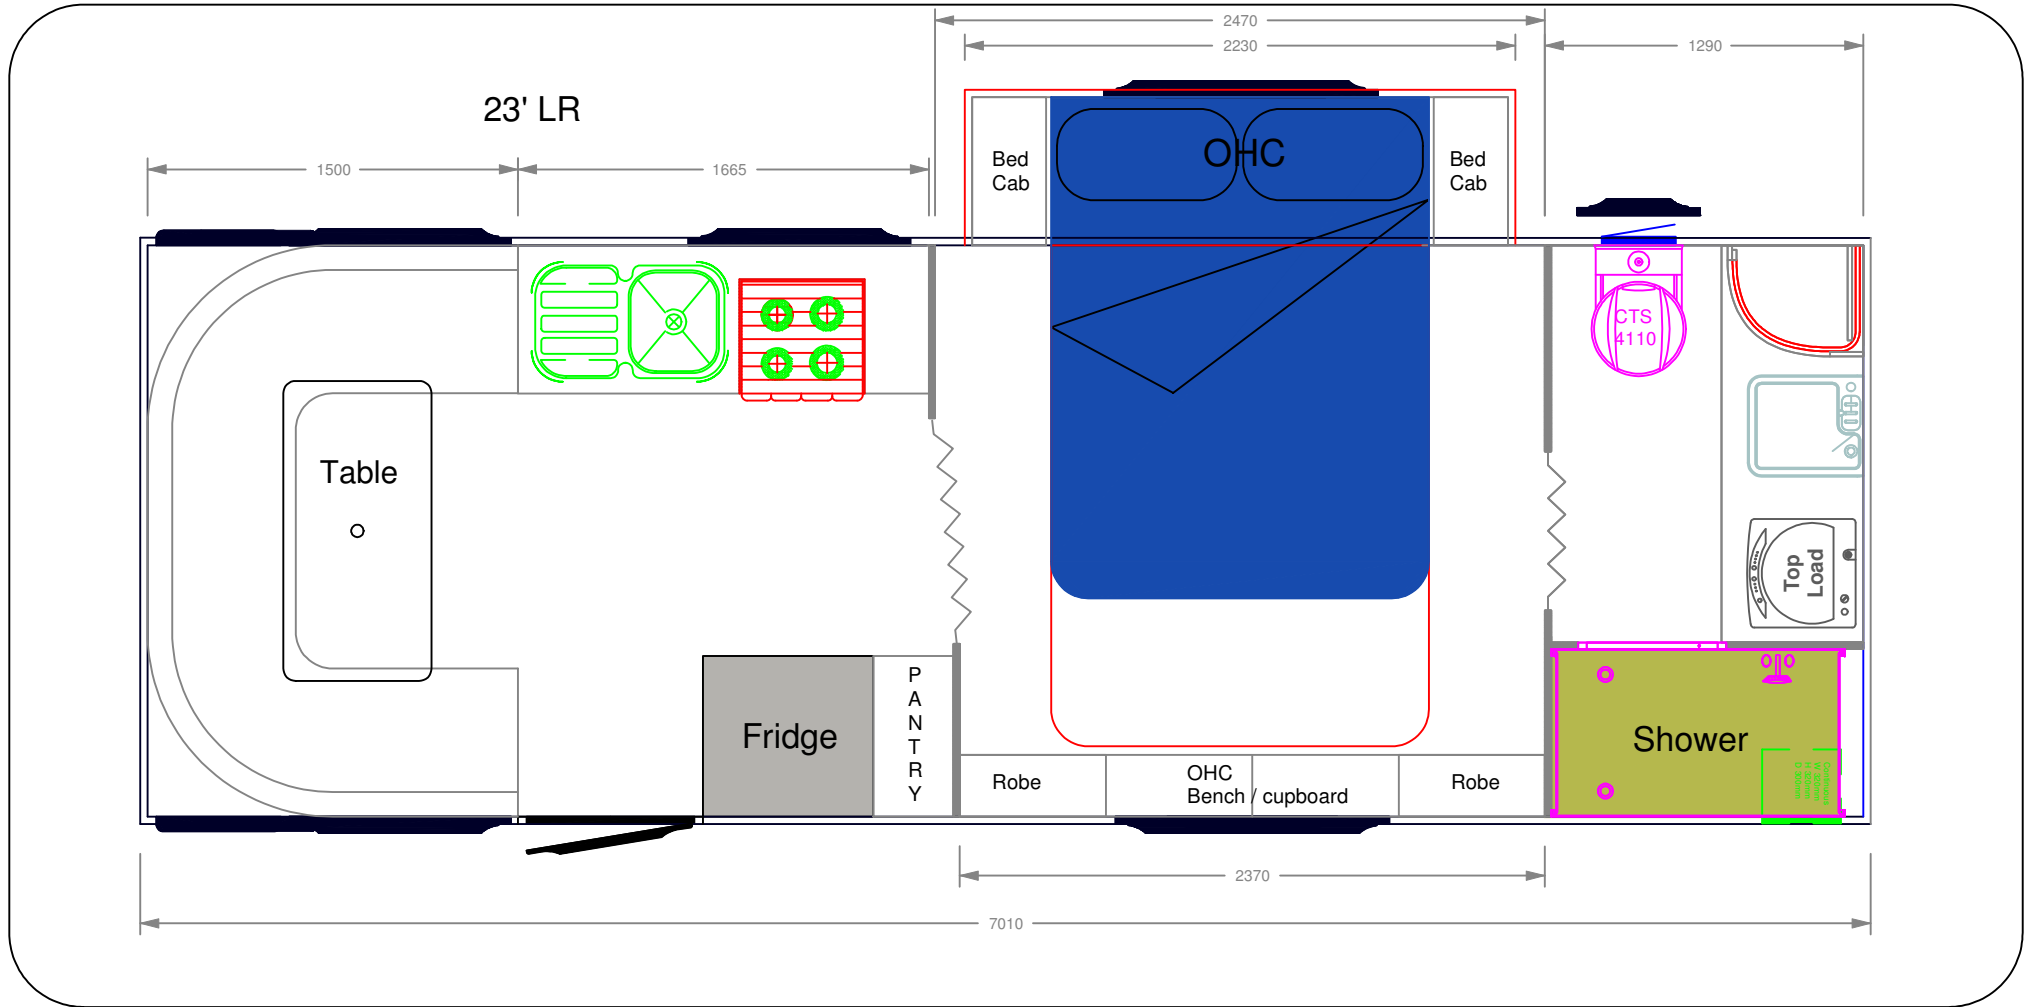 2470
2230
1290
23' LR
1500
1665
Bed
Cab
OHC
Bed
Cab
CTS
4110
Table
Top
Load
Fridge
P
A
N
T
R
Y
Robe
OHC
Bench / cupboard
Robe
Shower
2370
7010